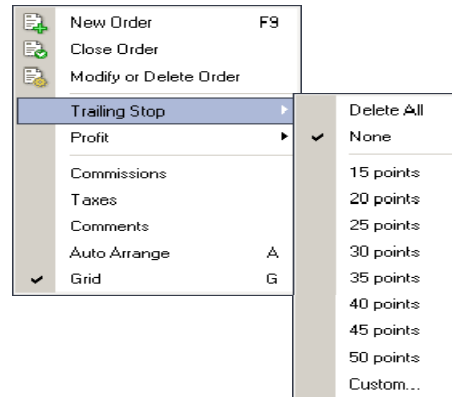 New Order F9
Close Order
Modify or Delete Order
Trailing Stop
Profit
Commissions
Taxes
Comments
Auto Arrange A
Grid G
Delete All
None
15 points
20 points
25 points
30 points
35 points
40 points
45 points
50 points
Custom...